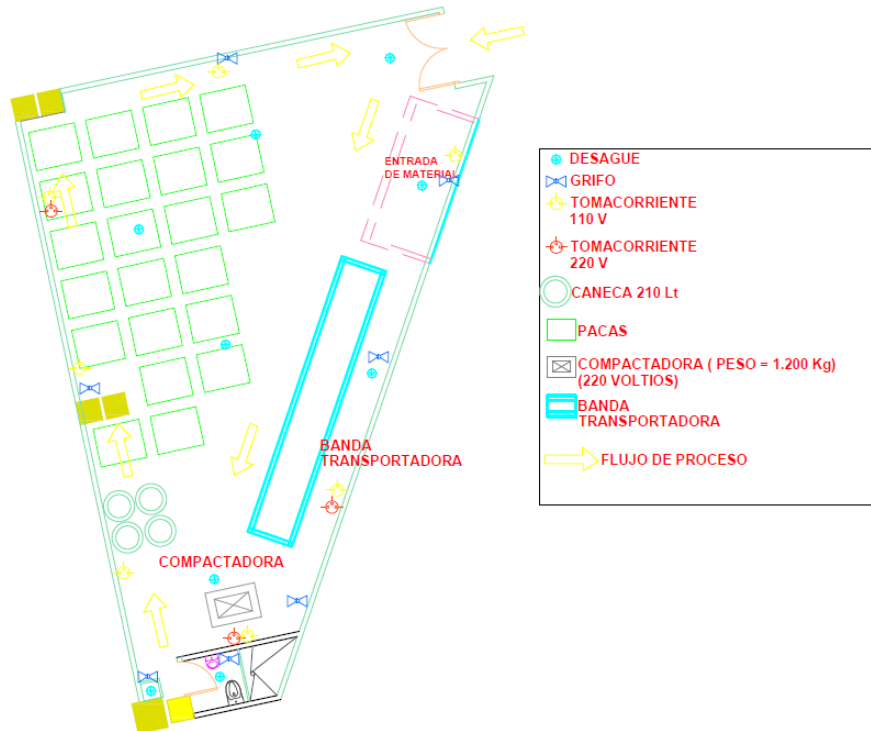 ENTRADA
DE MATERIAL
BANDA
TRANSPORTADORA
COMPACTADORA
DESAGUE
GRIFO
TOMACORRIENTE
110 V
TOMACORRIENTE
220 V
CANECA 210 Lt
PACAS
COMPACTADORA ( PESO = 1.200 Kg)
(220 VOLTIOS)
BANDA
TRANSPORTADORA
FLUJO DE PROCESO